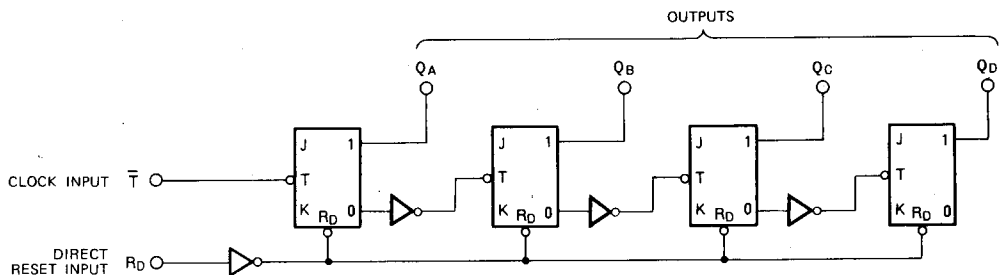 OUTPUTS
QA QB QC QD
J 1 J 1 J 1 J 1
CLOCK INPUT T̅ T T T T
K RD 0 K RD 0 K RD 0 K RD 0
DIRECT
RESET INPUT RD